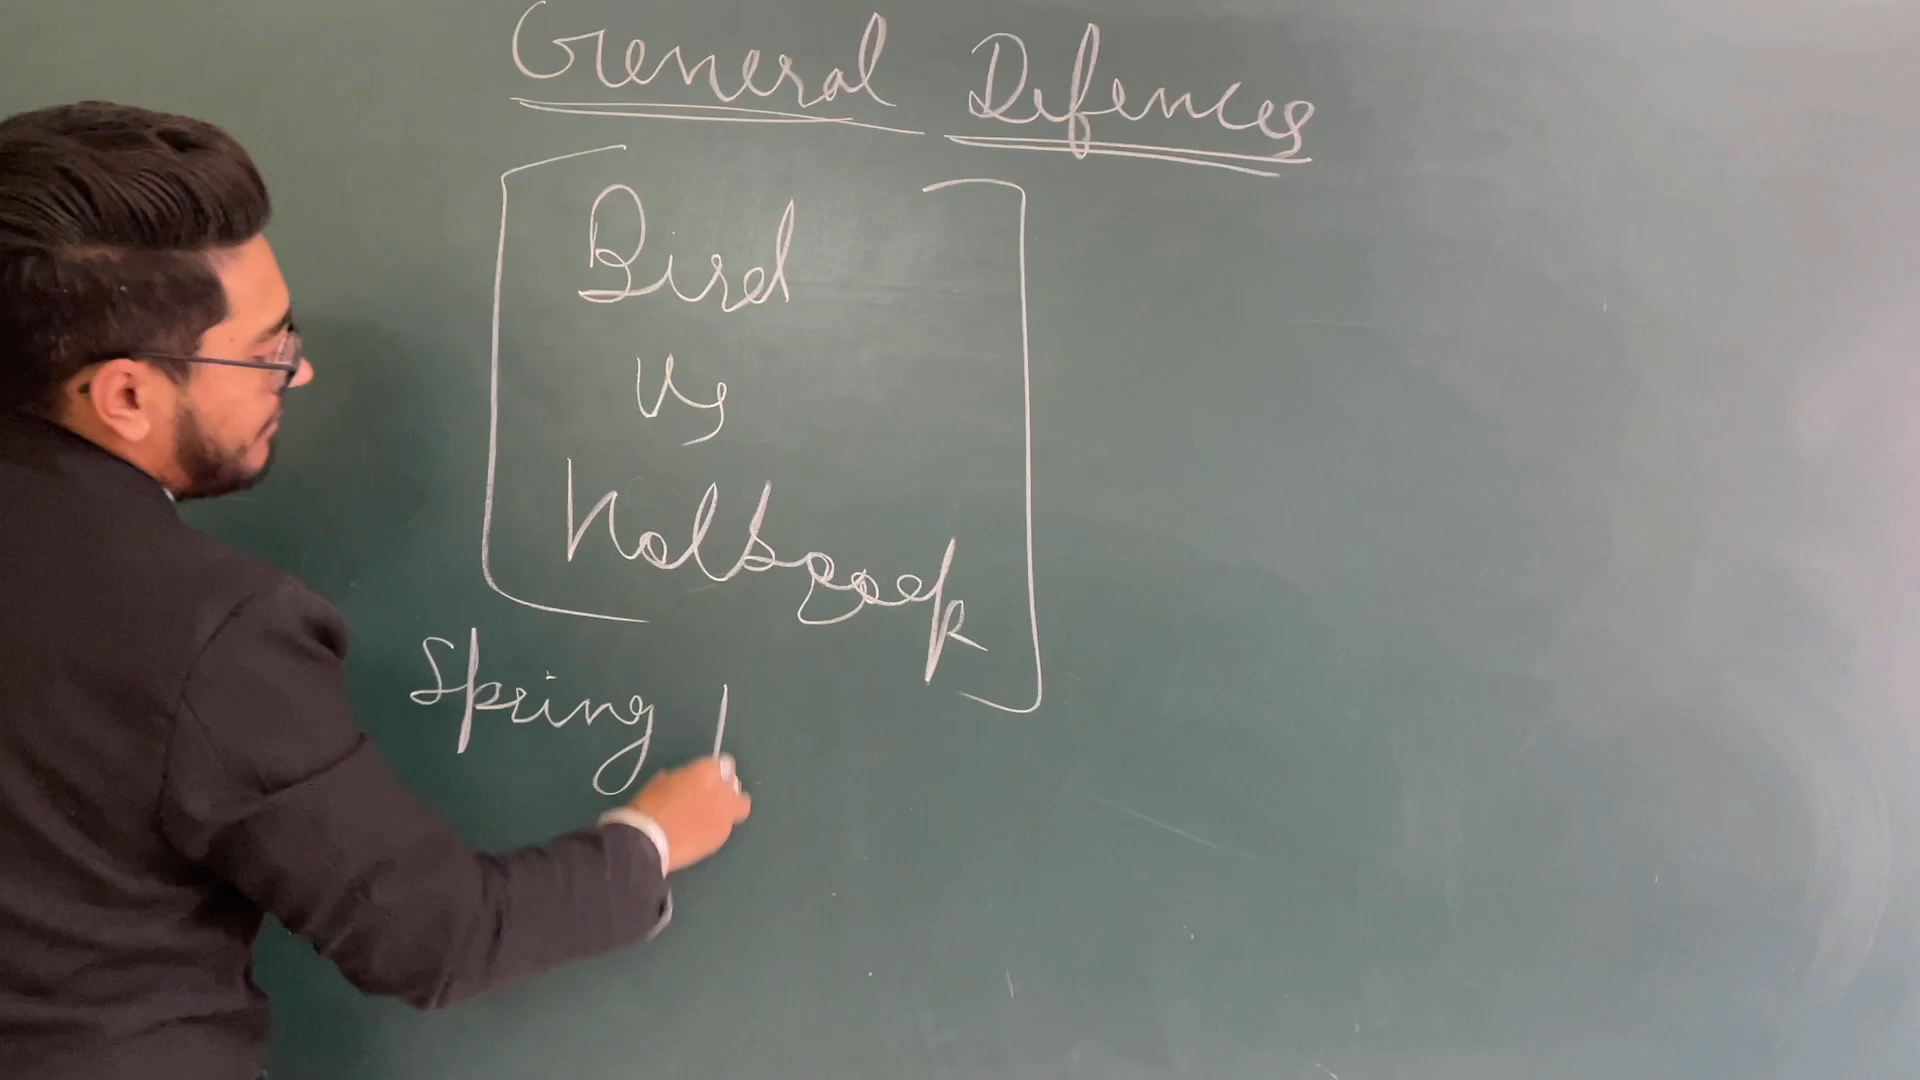 General Defences
Bird
Vs
Holbrook
Spring